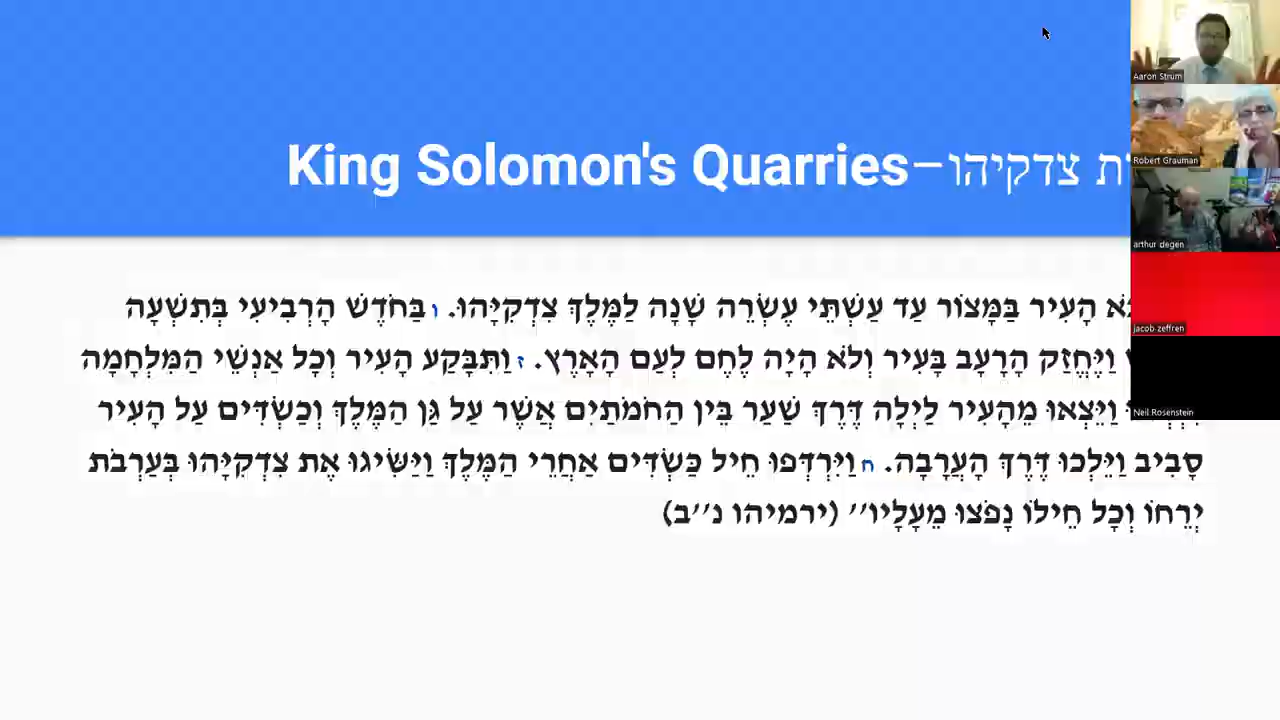 King Solomon's Quarries–צדקיהו
הָעִיר בַּמָּצוֹר עַד עַשְׁתֵּי עֶשְׂרֵה שָׁנָה לַמֶּלֶךְ צִדְקִיָּהוּ. ו בַּחֹדֶשׁ הָרְבִיעִי בְּתִשְׁעָה
וַיֶּחֱזַק הָרָעָב בָּעִיר וְלֹא הָיָה לֶחֶם לְעַם הָאָרֶץ. ז וַתִּבָּקַע הָעִיר וְכָל אַנְשֵׁי הַמִּלְחָמָה
וַיֵּצְאוּ מֵהָעִיר לַיְלָה דֶּרֶךְ שַׁעַר בֵּין הַחֹמֹתַיִם אֲשֶׁר עַל גַּן הַמֶּלֶךְ וְכַשְׂדִּים עַל הָעִיר
סָבִיב וַיֵּלְכוּ דֶּרֶךְ הָעֲרָבָה. ח וַיִּרְדְּפוּ חֵיל כַּשְׂדִּים אַחֲרֵי הַמֶּלֶךְ וַיַּשִּׂיגוּ אֶת צִדְקִיָּהוּ בְּעַרְבֹת
יְרֵחוֹ וְכָל חֵילוֹ נָפֹצוּ מֵעָלָיו'' (ירמיהו נ''ב)
Aaron Strum
Robert Grauman
arthur degen
jacob zeffren
Neil Rosenstein